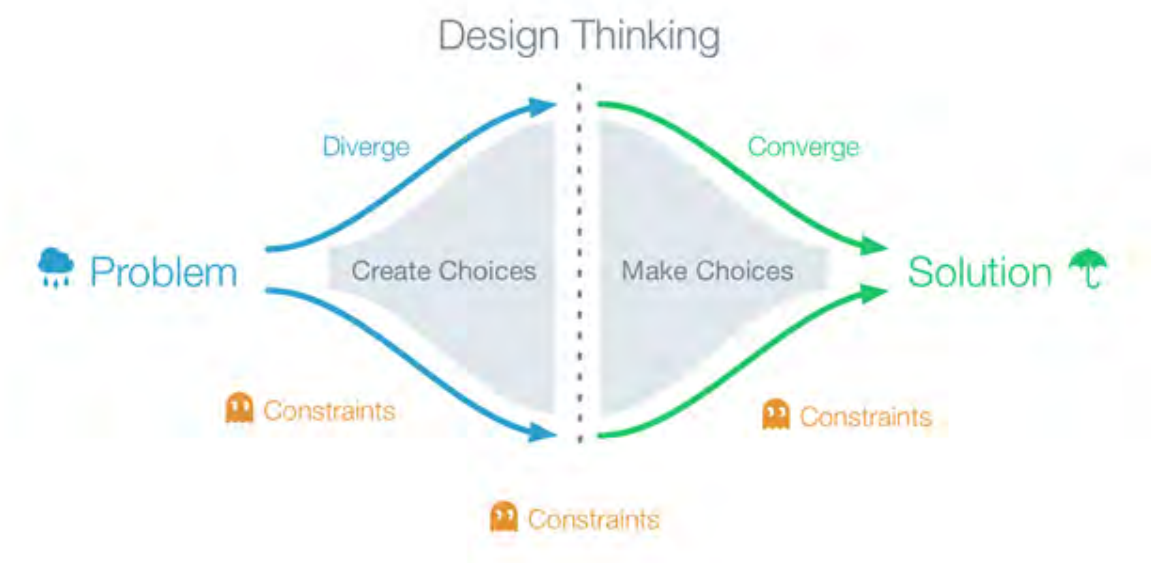 Design Thinking
Diverge
Converge
Problem
Create Choices
Make Choices
Solution
Constraints
Constraints
Constraints